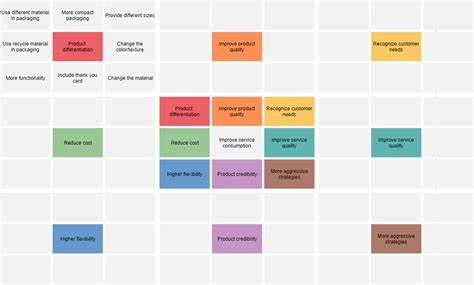 Use different material
in packaging
More compact
packaging
Provide different sizes
Use recycle material
in packaging
Product
differentiation
Change the
color/texture
Improve product
quality
Recognize customer
needs
More functionality
Include thank you
card
Change the material
Product
differentiation
Improve product
quality
Recognize customer
needs
Reduce cost
Reduce cost
Improve service
consumption
Improve service
quality
Improve service
quality
Higher flexibility
Product credibility
More aggressive
strategies
Higher flexibility
Product credibility
More aggressive
strategies